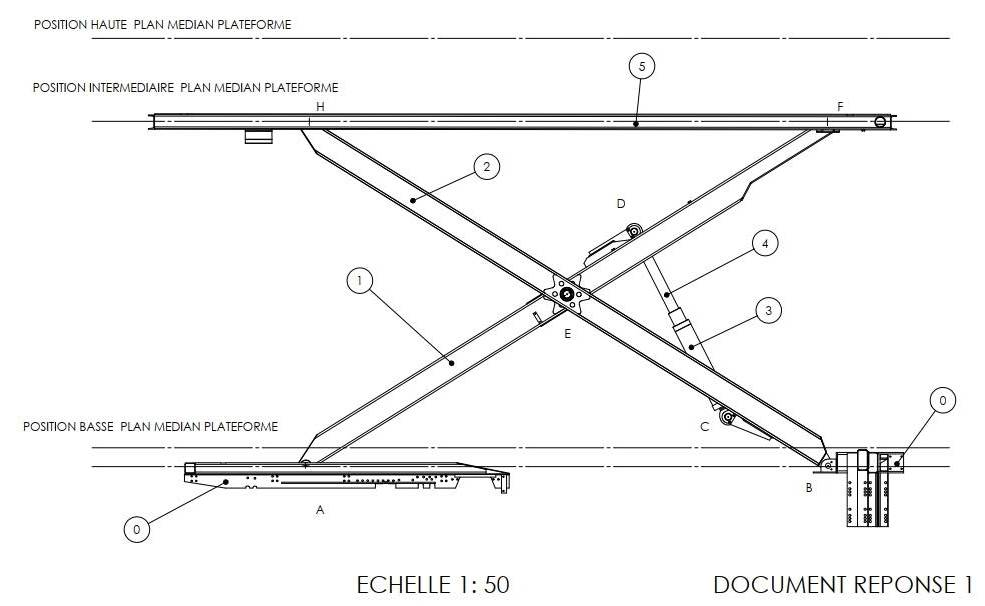 POSITION HAUTE PLAN MEDIAN PLATEFORME
5
POSITION INTERMEDIAIRE PLAN MEDIAN PLATEFORME
H
F
2
D
4
1
3
E
0
POSITION BASSE PLAN MEDIAN PLATEFORME
C
B
A
0
ECHELLE 1: 50
DOCUMENT REPONSE 1